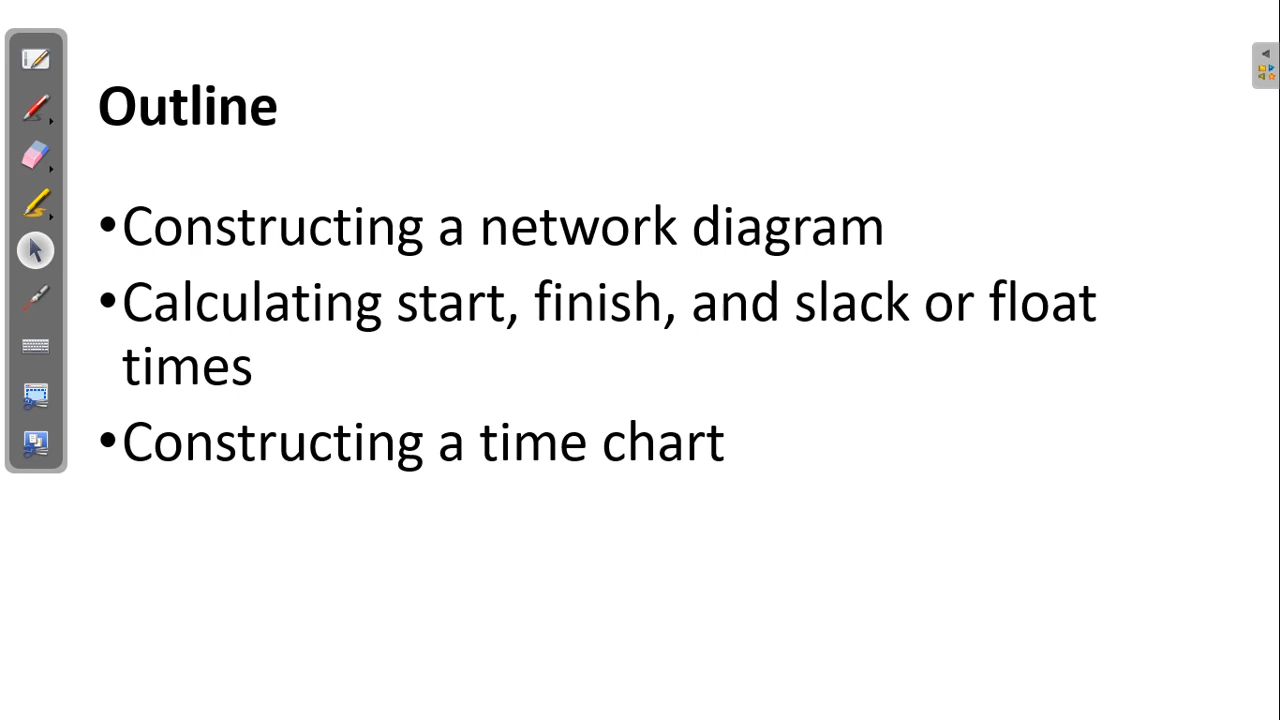 Outline
•Constructing a network diagram
•Calculating start, finish, and slack or float
times
•Constructing a time chart